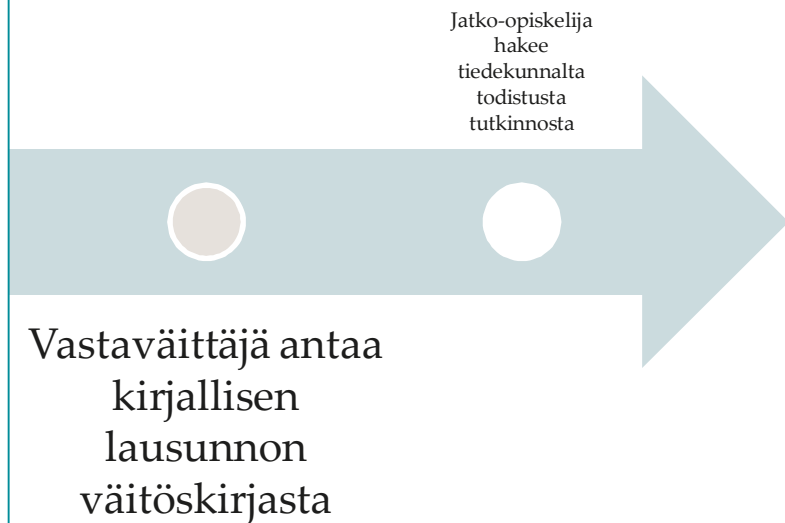 Jatko-opiskelija
hakee
tiedekunnalta
todistusta
tutkinnosta
Vastaväittäjä antaa
kirjallisen
lausunnon
väitöskirjasta